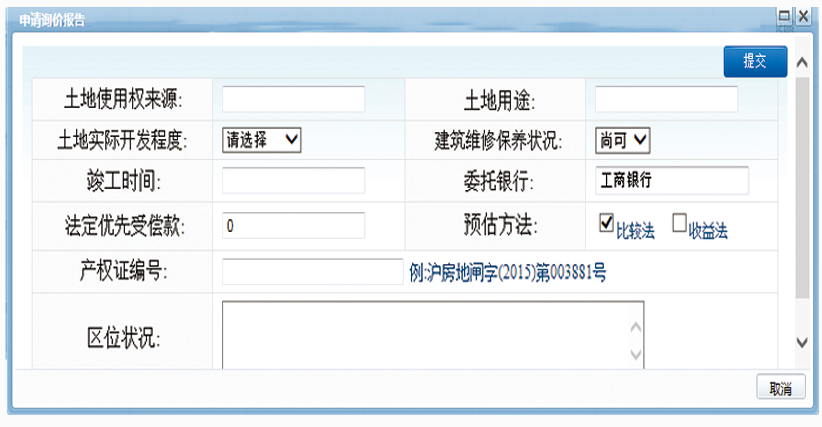 申请询价报告
提交
土地使用权来源: 土地用途:
土地实际开发程度: 请选择 建筑维修保养状况: 尚可
竣工时间: 委托银行: 工商银行
法定优先受偿款: 0 预估方法: 比较法 收益法
产权证编号: 例:沪房地闸字(2015)第003881号
区位状况:
取消